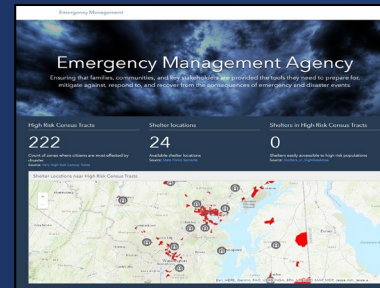 Emergency Management
Emergency Management Agency
Ensuring that families, communities, and key stakeholders are provided the tools they need to prepare for,
mitigate against, respond to, and recover from the consequences of emergency and disaster events.
High Risk Census Tracts
Shelter locations
Shelters in High Risk Census Tracts
222
24
0
Count of zones where citizens are most effected by
disaster
Available shelter locations
Shelters easily accessible to high risk populations
Shelter Locations near High Risk Census Tracts
Washington